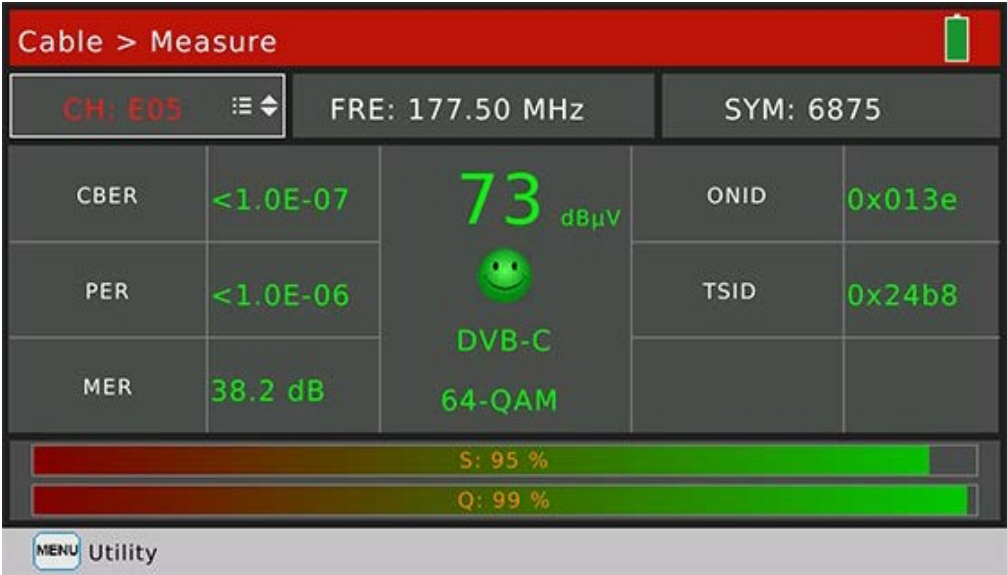 Cable > Measure
CH: E05 FRE: 177.50 MHz SYM: 6875
CBER <1.0E-07 73 dBµV ONID 0x013e
PER <1.0E-06 TSID 0x24b8
DVB-C
MER 38.2 dB 64-QAM
S: 95 %
Q: 99 %
MENU Utility